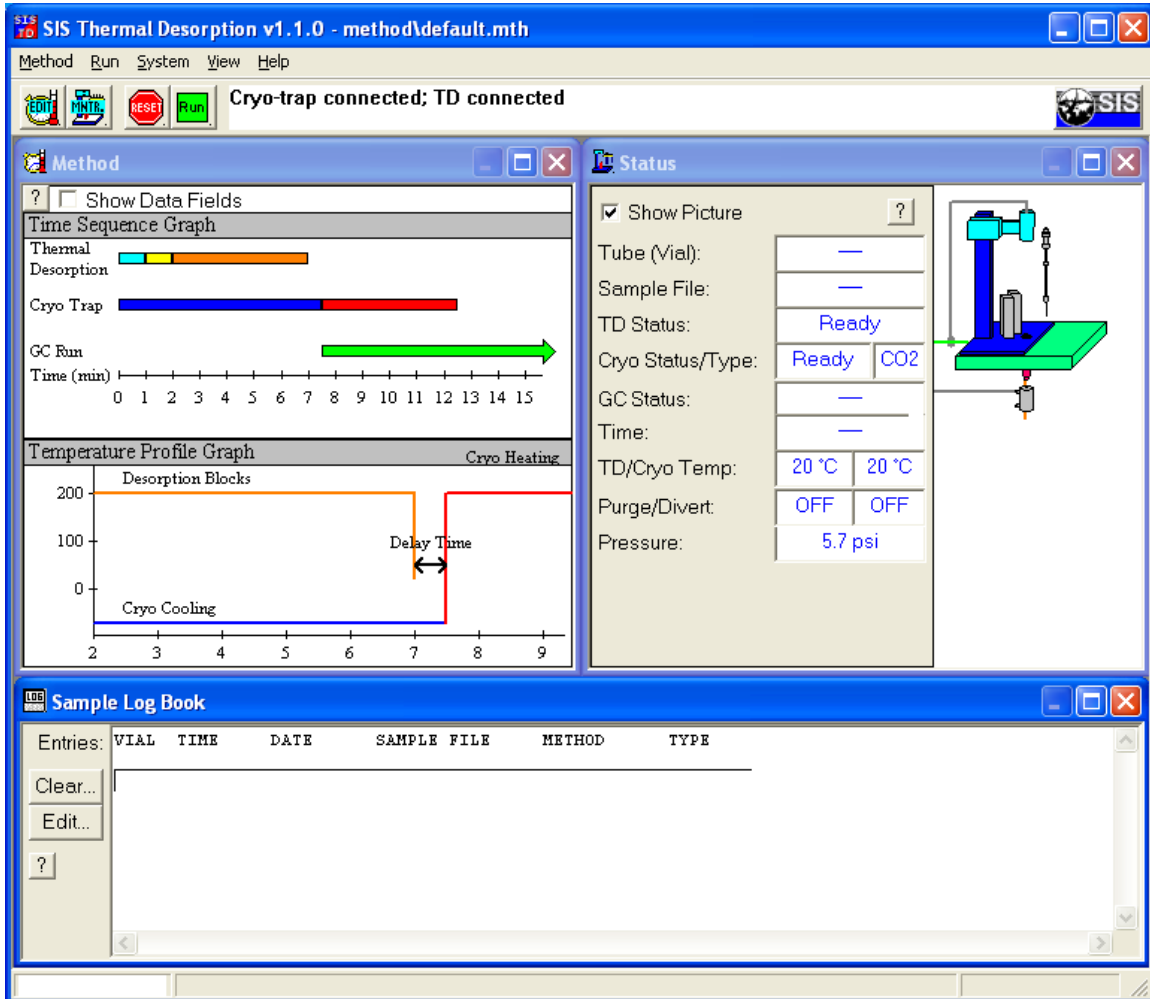 SIS TD SIS Thermal Desorption v1.1.0 - method\default.mth
Method Run System View Help
EDIT MNTR. RESET Run Cryo-trap connected; TD connected SIS
Method
? Show Data Fields
Time Sequence Graph
Thermal
Desorption
Cryo Trap
GC Run
Time (min)
0 1 2 3 4 5 6 7 8 9 10 11 12 13 14 15
Temperature Profile Graph Cryo Heating
Desorption Blocks
200
100 Delay Time
0
Cryo Cooling
2 3 4 5 6 7 8 9
Status
Show Picture ?
Tube (Vial): —
Sample File: —
TD Status: Ready
Cryo Status/Type: Ready CO2
GC Status: —
Time: —
TD/Cryo Temp: 20 °C 20 °C
Purge/Divert: OFF OFF
Pressure: 5.7 psi
LOG Sample Log Book
Entries: VIAL TIME DATE SAMPLE FILE METHOD TYPE
Clear...
Edit...
?